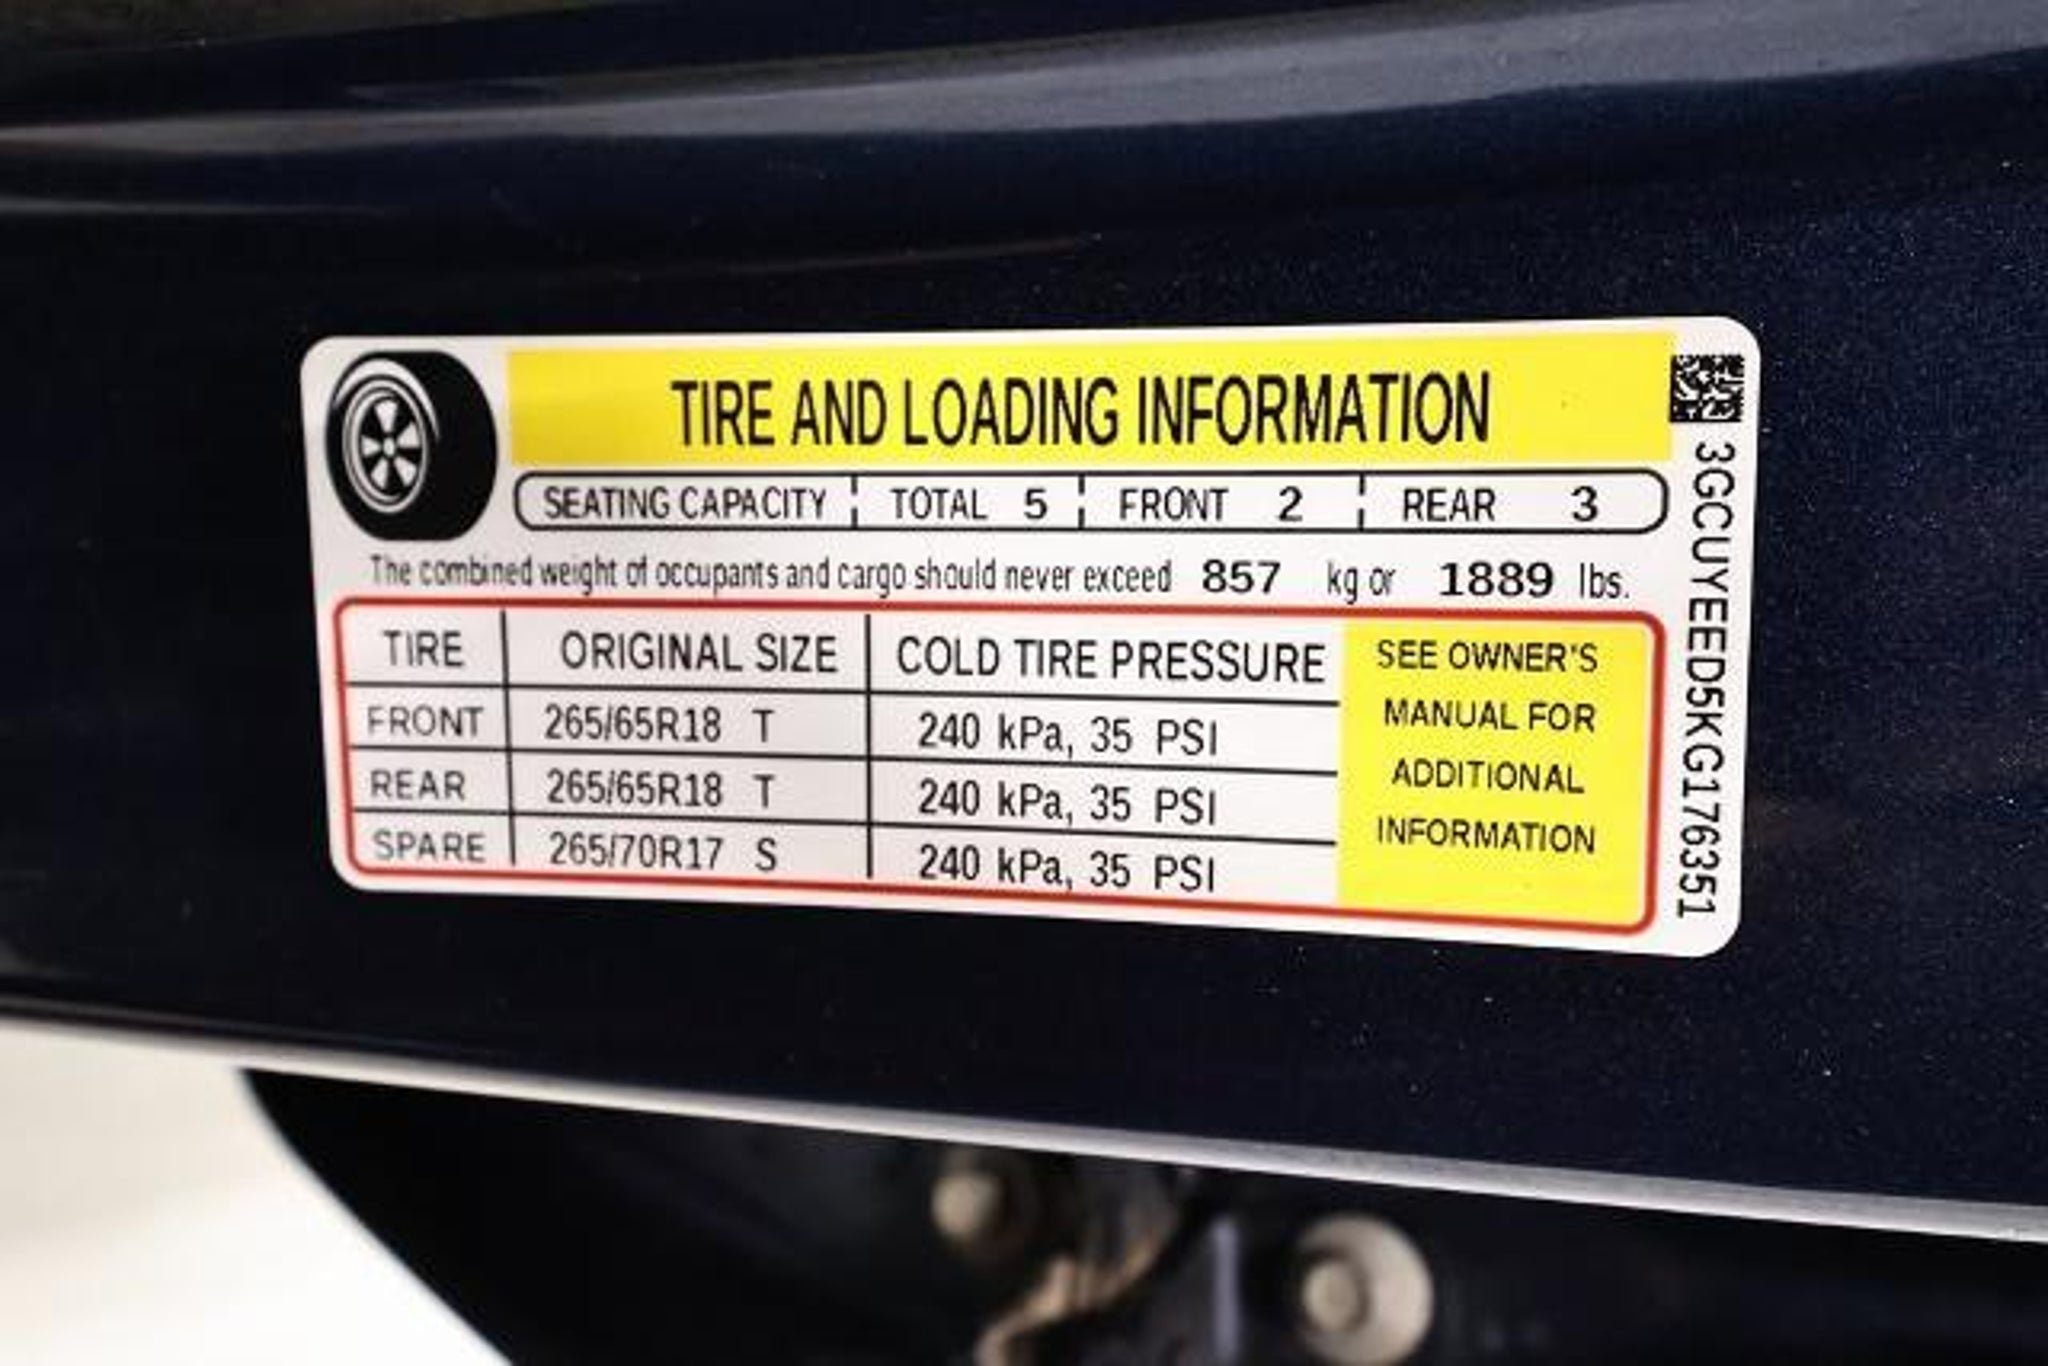 TIRE AND LOADING INFORMATION
SEATING CAPACITY TOTAL 5 FRONT 2 REAR 3
The combined weight of occupants and cargo should never exceed 857 kg or 1889 lbs.
TIRE ORIGINAL SIZE COLD TIRE PRESSURE
FRONT 265/65R18 T 240 kPa, 35 PSI
REAR 265/65R18 T 240 kPa, 35 PSI
SPARE 265/70R17 S 240 kPa, 35 PSI
SEE OWNER'S
MANUAL FOR
ADDITIONAL
INFORMATION
3GCUYEED5KG176351